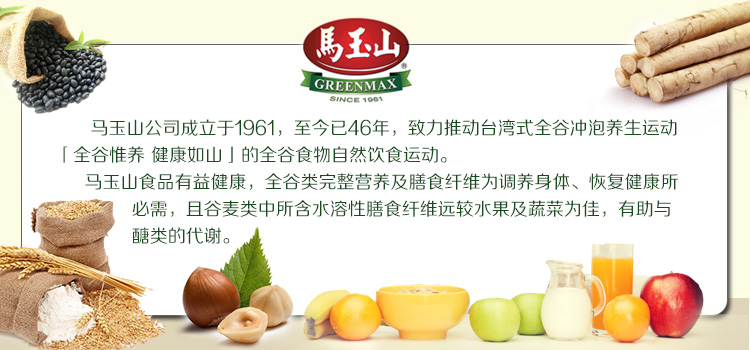 馬玉山
GREENMAX
®
SINCE 1961
马玉山公司成立于1961，至今已46年，致力推动台湾式全谷冲泡养生运动
「全谷惟养 健康如山」的全谷食物自然饮食运动。
马玉山食品有益健康，全谷类完整营养及膳食纤维为调养身体、恢复健康所
必需，且谷麦类中所含水溶性膳食纤维远较水果及蔬菜为佳，有助与
醣类的代谢。